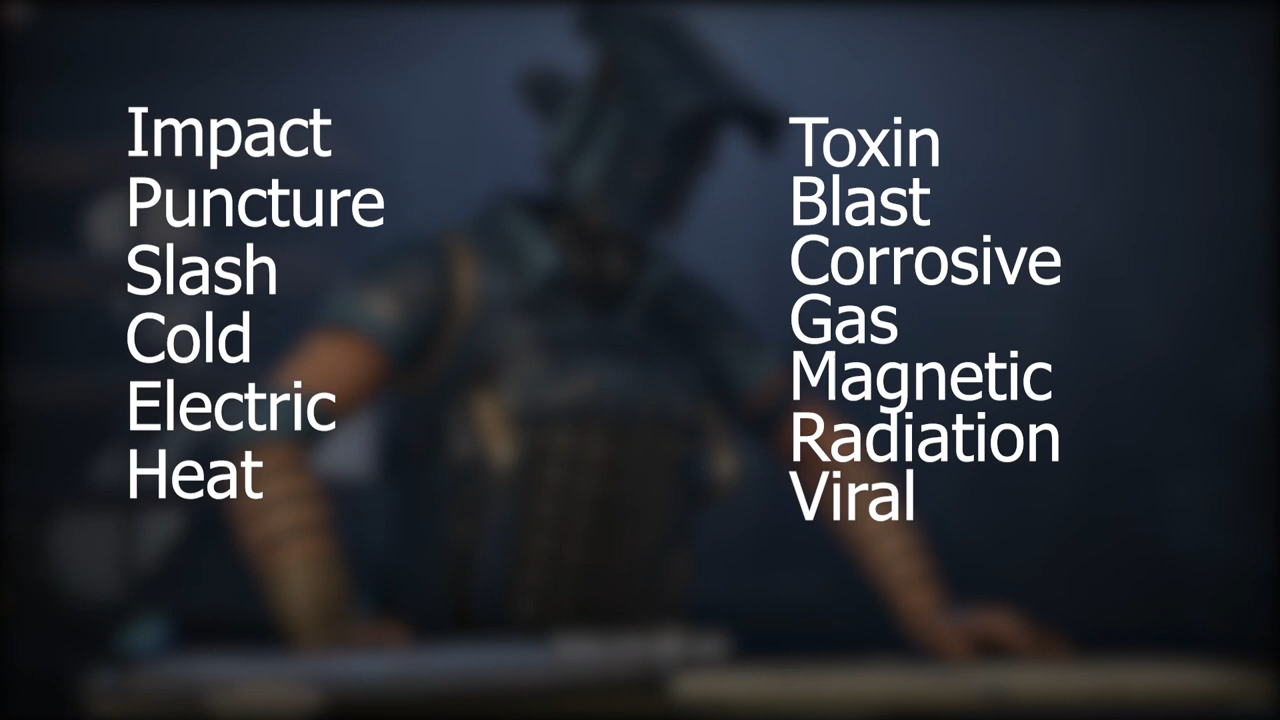 Impact
Puncture
Slash
Cold
Electric
Heat
Toxin
Blast
Corrosive
Gas
Magnetic
Radiation
Viral